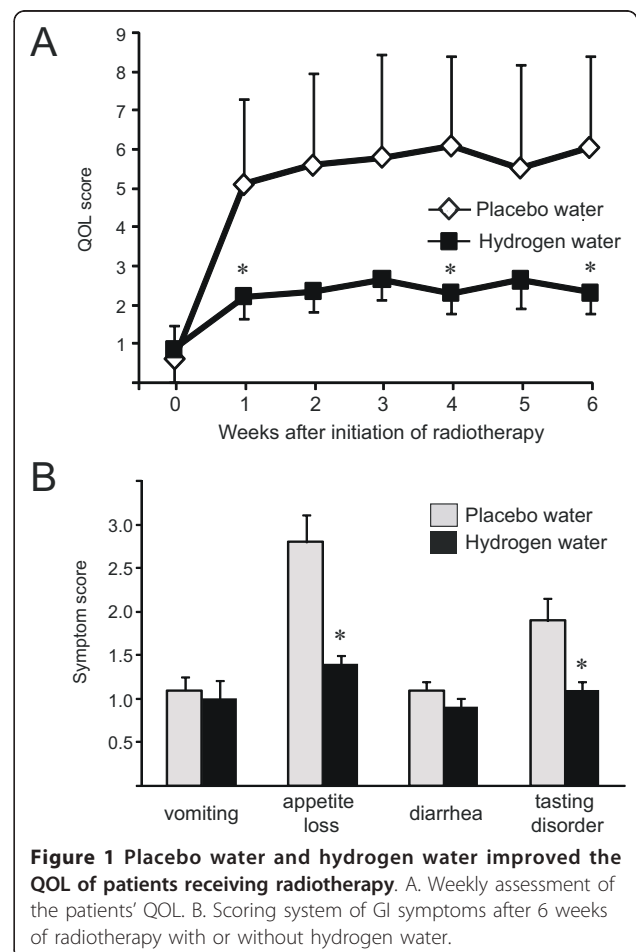 A
9
8
7
6
5
4
3
2
1
QOL score
Placebo water
Hydrogen water
*
*
*
0 1 2 3 4 5 6
Weeks after initiation of radiotherapy
B
Placebo water
Hydrogen water
3.0
2.5
2.0
1.5
1.0
0.5
Symptom score
*
*
vomiting
appetite
loss
diarrhea
tasting
disorder
Figure 1 Placebo water and hydrogen water improved the
QOL of patients receiving radiotherapy. A. Weekly assessment of
the patients' QOL. B. Scoring system of GI symptoms after 6 weeks
of radiotherapy with or without hydrogen water.